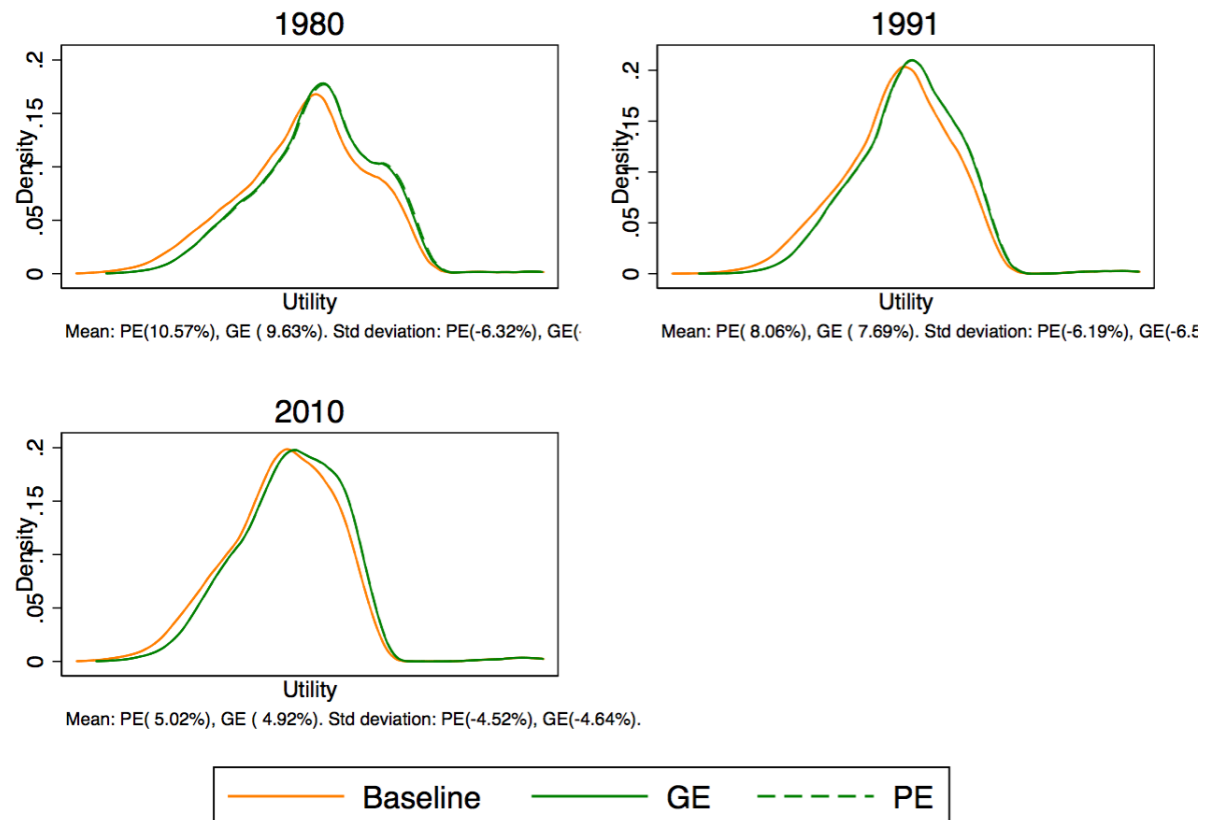 1980
Density
0
.05
.1
.15
.2
Utility
Mean: PE(10.57%), GE ( 9.63%). Std deviation: PE(-6.32%), GE(-
1991
Density
0
.05
.1
.15
.2
Utility
Mean: PE( 8.06%), GE ( 7.69%). Std deviation: PE(-6.19%), GE(-6.5
2010
Density
0
.05
.1
.15
.2
Utility
Mean: PE( 5.02%), GE ( 4.92%). Std deviation: PE(-4.52%), GE(-4.64%).
Baseline GE PE